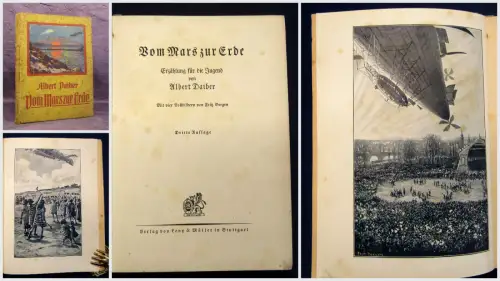 Albert Daiber
Vom Mars zur Erde
Vom Mars zur Erde
Erzählung für die Jugend
von
Albert Daiber
Mit vier Vollbildern von Fritz Bergen
Dritte Auflage
Verlag von Levy & Müller in Stuttgart